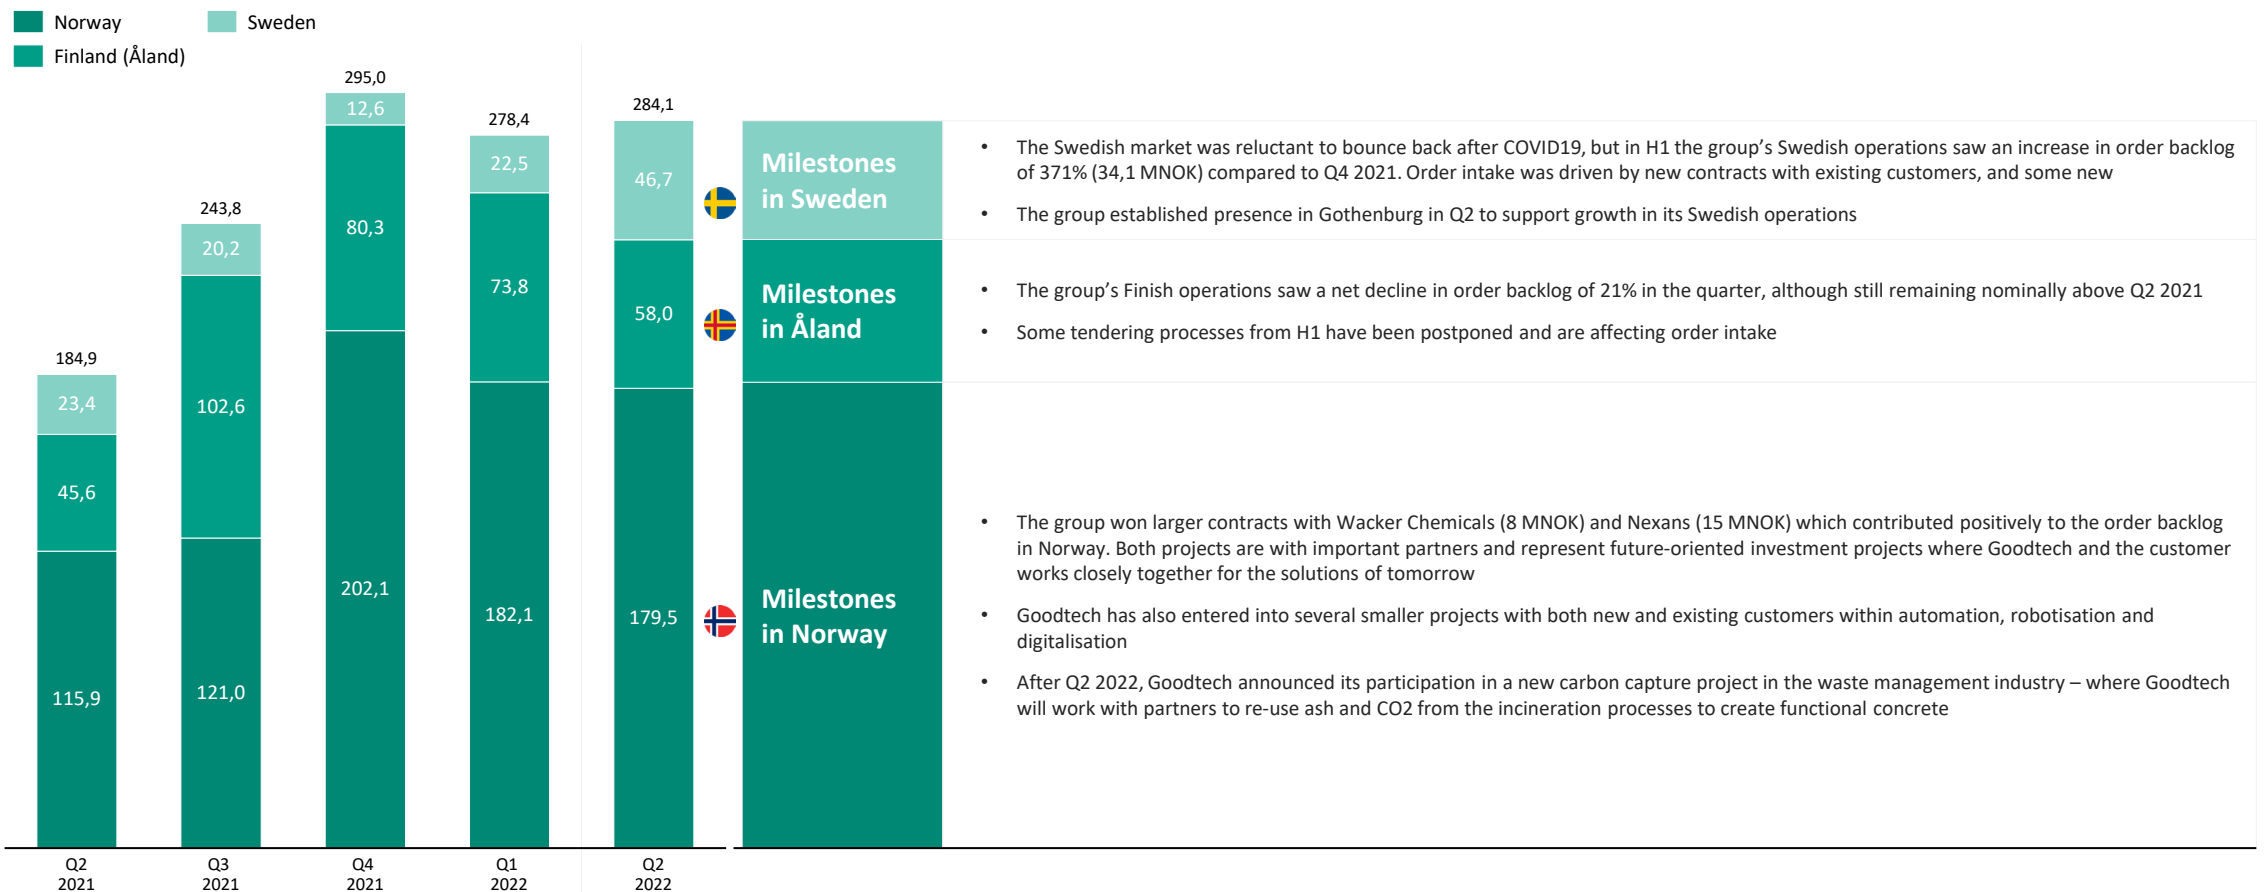 Norway
Sweden
Finland (Åland)
184,9
23,4
45,6
115,9
243,8
20,2
102,6
121,0
295,0
12,6
80,3
202,1
278,4
22,5
73,8
182,1
284,1
46,7
58,0
179,5
Q2
2021
Q3
2021
Q4
2021
Q1
2022
Q2
2022
Milestones
in Sweden
• The Swedish market was reluctant to bounce back after COVID19, but in H1 the group’s Swedish operations saw an increase in order backlog
of 371% (34,1 MNOK) compared to Q4 2021. Order intake was driven by new contracts with existing customers, and some new
• The group established presence in Gothenburg in Q2 to support growth in its Swedish operations
Milestones
in Åland
• The group’s Finish operations saw a net decline in order backlog of 21% in the quarter, although still remaining nominally above Q2 2021
• Some tendering processes from H1 have been postponed and are affecting order intake
Milestones
in Norway
• The group won larger contracts with Wacker Chemicals (8 MNOK) and Nexans (15 MNOK) which contributed positively to the order backlog
in Norway. Both projects are with important partners and represent future-oriented investment projects where Goodtech and the customer
works closely together for the solutions of tomorrow
• Goodtech has also entered into several smaller projects with both new and existing customers within automation, robotisation and
digitalisation
• After Q2 2022, Goodtech announced its participation in a new carbon capture project in the waste management industry – where Goodtech
will work with partners to re-use ash and CO2 from the incineration processes to create functional concrete